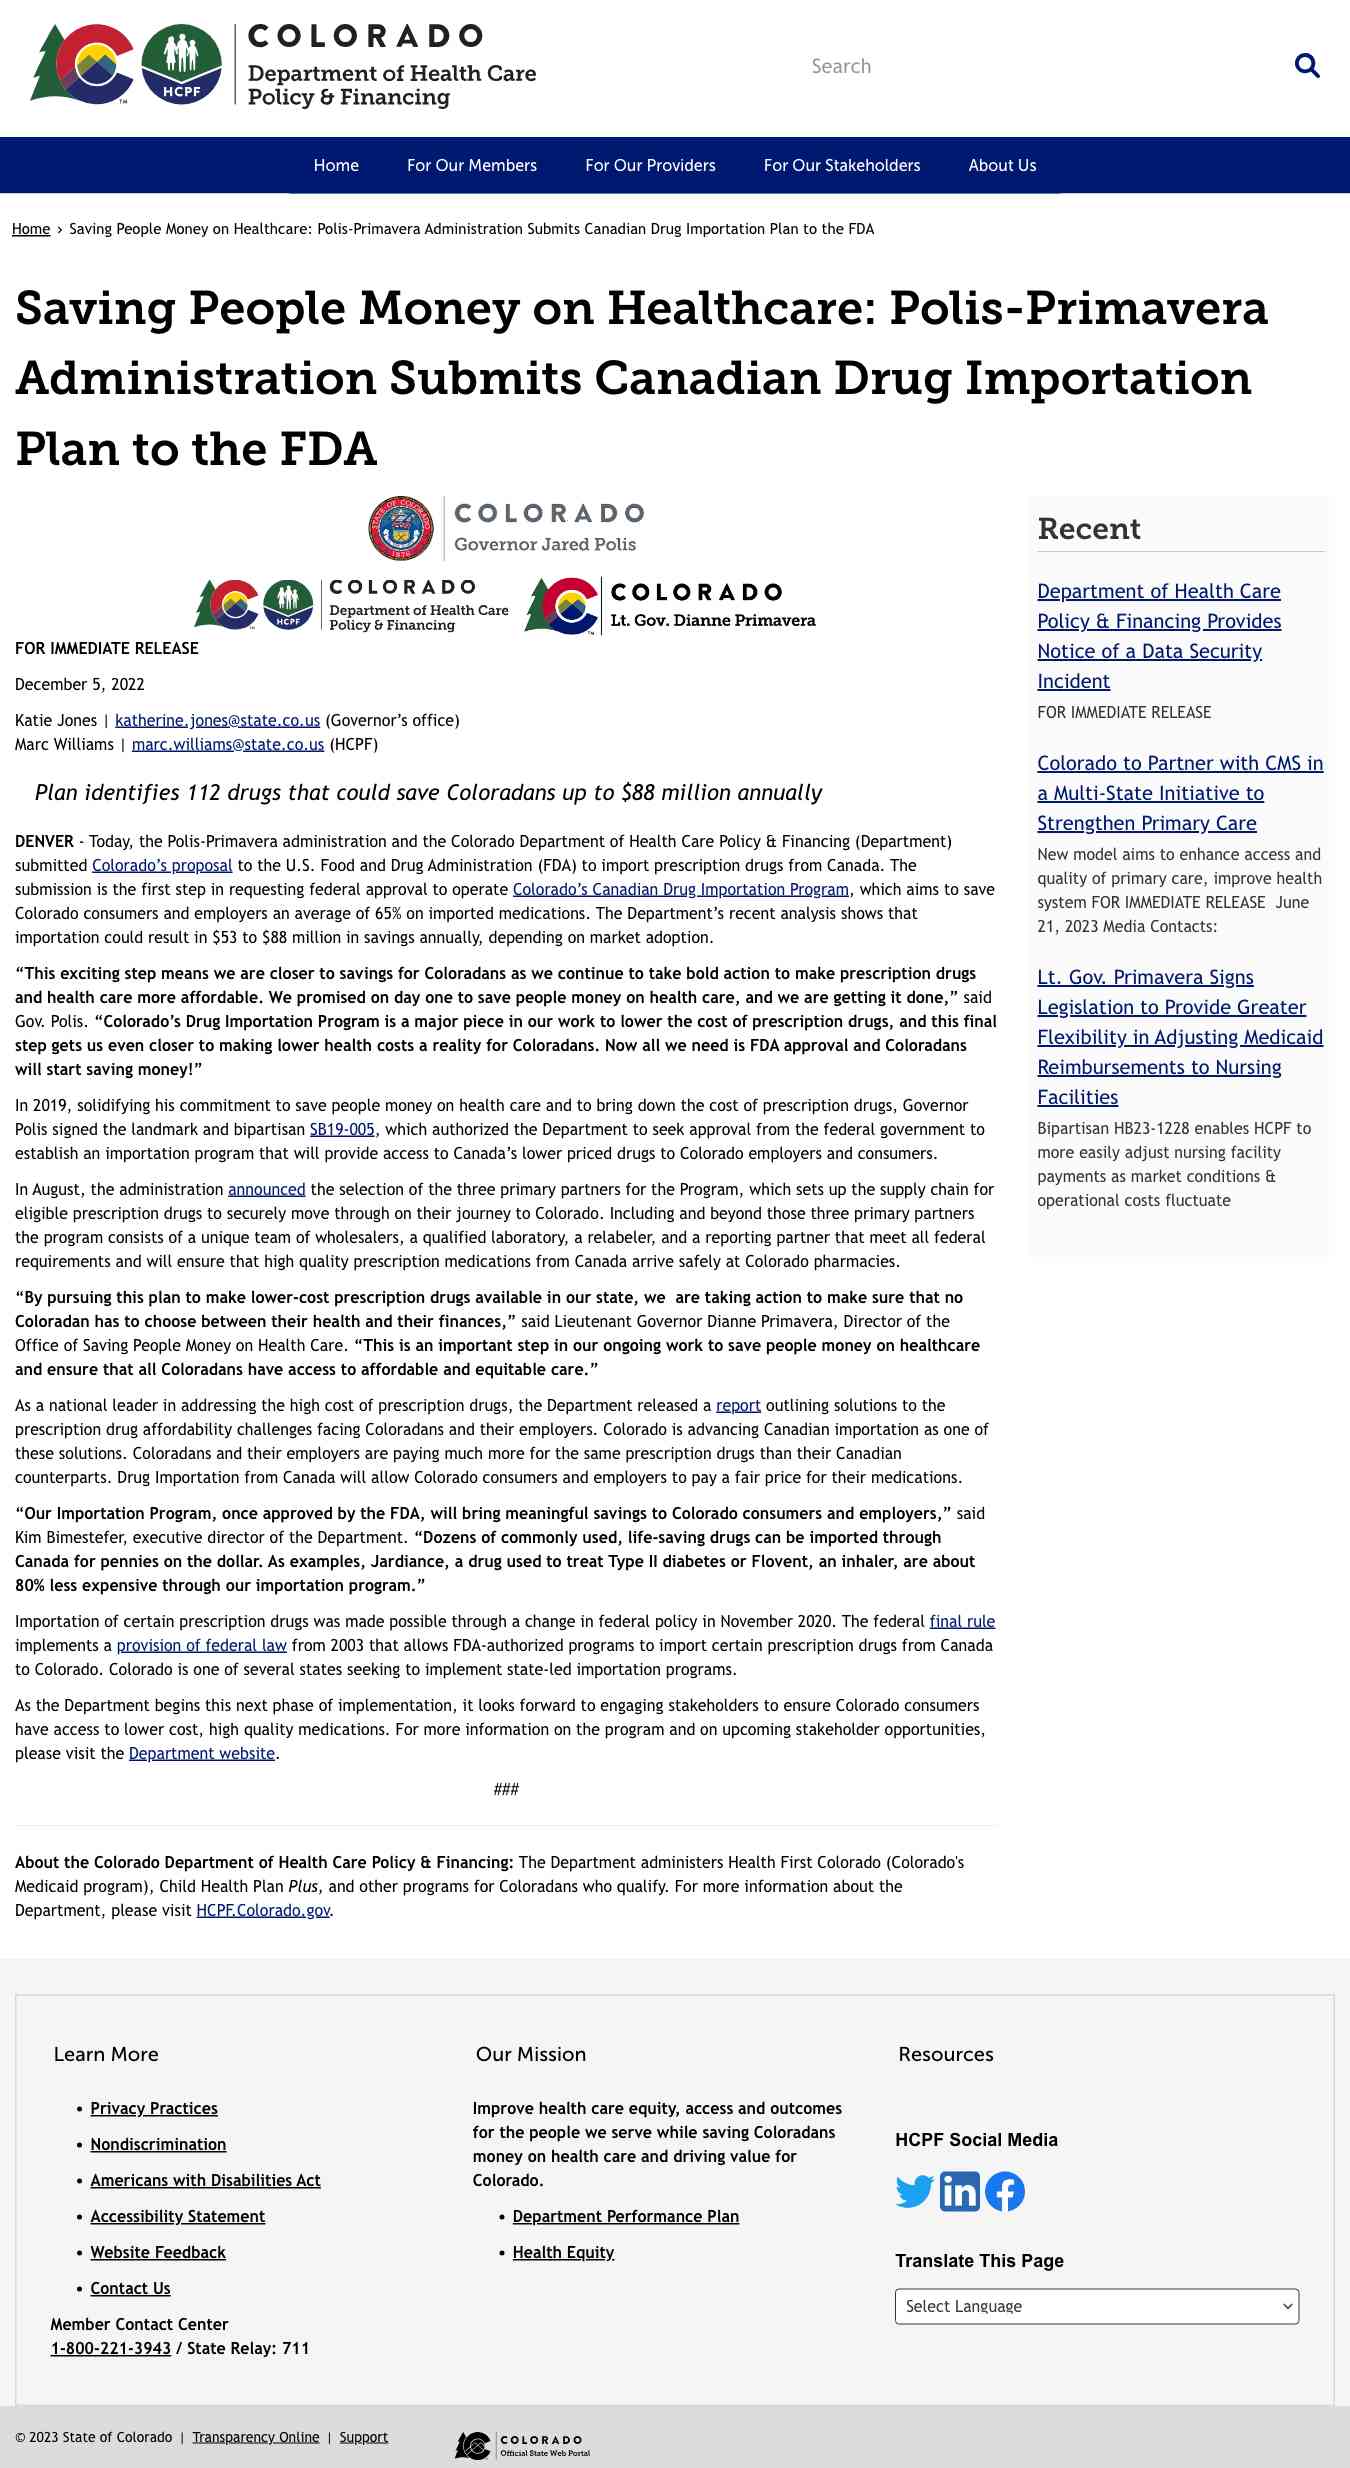 COLORADO
Department of Health Care
Policy & Financing
HCPF
TM
Search
Home
For Our Members
For Our Providers
For Our Stakeholders
About Us
Home › Saving People Money on Healthcare: Polis-Primavera Administration Submits Canadian Drug Importation Plan to the FDA
Saving People Money on Healthcare: Polis-Primavera
Administration Submits Canadian Drug Importation
Plan to the FDA
STATE OF COLORADO
1876
COLORADO
Governor Jared Polis
HCPF
COLORADO
Department of Health Care
Policy & Financing
COLORADO
Lt. Gov. Dianne Primavera
FOR IMMEDIATE RELEASE
December 5, 2022
Katie Jones | katherine.jones@state.co.us (Governor’s office)
Marc Williams | marc.williams@state.co.us (HCPF)
Plan identifies 112 drugs that could save Coloradans up to $88 million annually
DENVER - Today, the Polis-Primavera administration and the Colorado Department of Health Care Policy & Financing (Department)
submitted Colorado’s proposal to the U.S. Food and Drug Administration (FDA) to import prescription drugs from Canada. The
submission is the first step in requesting federal approval to operate Colorado’s Canadian Drug Importation Program, which aims to save
Colorado consumers and employers an average of 65% on imported medications. The Department’s recent analysis shows that
importation could result in $53 to $88 million in savings annually, depending on market adoption.
“This exciting step means we are closer to savings for Coloradans as we continue to take bold action to make prescription drugs
and health care more affordable. We promised on day one to save people money on health care, and we are getting it done,” said
Gov. Polis. “Colorado’s Drug Importation Program is a major piece in our work to lower the cost of prescription drugs, and this final
step gets us even closer to making lower health costs a reality for Coloradans. Now all we need is FDA approval and Coloradans
will start saving money!”
In 2019, solidifying his commitment to save people money on health care and to bring down the cost of prescription drugs, Governor
Polis signed the landmark and bipartisan SB19-005, which authorized the Department to seek approval from the federal government to
establish an importation program that will provide access to Canada’s lower priced drugs to Colorado employers and consumers.
In August, the administration announced the selection of the three primary partners for the Program, which sets up the supply chain for
eligible prescription drugs to securely move through on their journey to Colorado. Including and beyond those three primary partners
the program consists of a unique team of wholesalers, a qualified laboratory, a relabeler, and a reporting partner that meet all federal
requirements and will ensure that high quality prescription medications from Canada arrive safely at Colorado pharmacies.
“By pursuing this plan to make lower-cost prescription drugs available in our state, we  are taking action to make sure that no
Coloradan has to choose between their health and their finances,” said Lieutenant Governor Dianne Primavera, Director of the
Office of Saving People Money on Health Care. “This is an important step in our ongoing work to save people money on healthcare
and ensure that all Coloradans have access to affordable and equitable care.”
As a national leader in addressing the high cost of prescription drugs, the Department released a report outlining solutions to the
prescription drug affordability challenges facing Coloradans and their employers. Colorado is advancing Canadian importation as one of
these solutions. Coloradans and their employers are paying much more for the same prescription drugs than their Canadian
counterparts. Drug Importation from Canada will allow Colorado consumers and employers to pay a fair price for their medications.
“Our Importation Program, once approved by the FDA, will bring meaningful savings to Colorado consumers and employers,” said
Kim Bimestefer, executive director of the Department. “Dozens of commonly used, life-saving drugs can be imported through
Canada for pennies on the dollar. As examples, Jardiance, a drug used to treat Type II diabetes or Flovent, an inhaler, are about
80% less expensive through our importation program.”
Importation of certain prescription drugs was made possible through a change in federal policy in November 2020. The federal final rule
implements a provision of federal law from 2003 that allows FDA-authorized programs to import certain prescription drugs from Canada
to Colorado. Colorado is one of several states seeking to implement state-led importation programs.
As the Department begins this next phase of implementation, it looks forward to engaging stakeholders to ensure Colorado consumers
have access to lower cost, high quality medications. For more information on the program and on upcoming stakeholder opportunities,
please visit the Department website.
###
About the Colorado Department of Health Care Policy & Financing: The Department administers Health First Colorado (Colorado's
Medicaid program), Child Health Plan Plus, and other programs for Coloradans who qualify. For more information about the
Department, please visit HCPF.Colorado.gov.
Recent
Department of Health Care
Policy & Financing Provides
Notice of a Data Security
Incident
FOR IMMEDIATE RELEASE
Colorado to Partner with CMS in
a Multi-State Initiative to
Strengthen Primary Care
New model aims to enhance access and
quality of primary care, improve health
system FOR IMMEDIATE RELEASE  June
21, 2023 Media Contacts:
Lt. Gov. Primavera Signs
Legislation to Provide Greater
Flexibility in Adjusting Medicaid
Reimbursements to Nursing
Facilities
Bipartisan HB23-1228 enables HCPF to
more easily adjust nursing facility
payments as market conditions &
operational costs fluctuate
Learn More
• Privacy Practices
• Nondiscrimination
• Americans with Disabilities Act
• Accessibility Statement
• Website Feedback
• Contact Us
Member Contact Center
1-800-221-3943 / State Relay: 711
Our Mission
Improve health care equity, access and outcomes
for the people we serve while saving Coloradans
money on health care and driving value for
Colorado.
• Department Performance Plan
• Health Equity
Resources
HCPF Social Media
Translate This Page
Select Language
© 2023 State of Colorado | Transparency Online | Support
COLORADO
Official State Web Portal